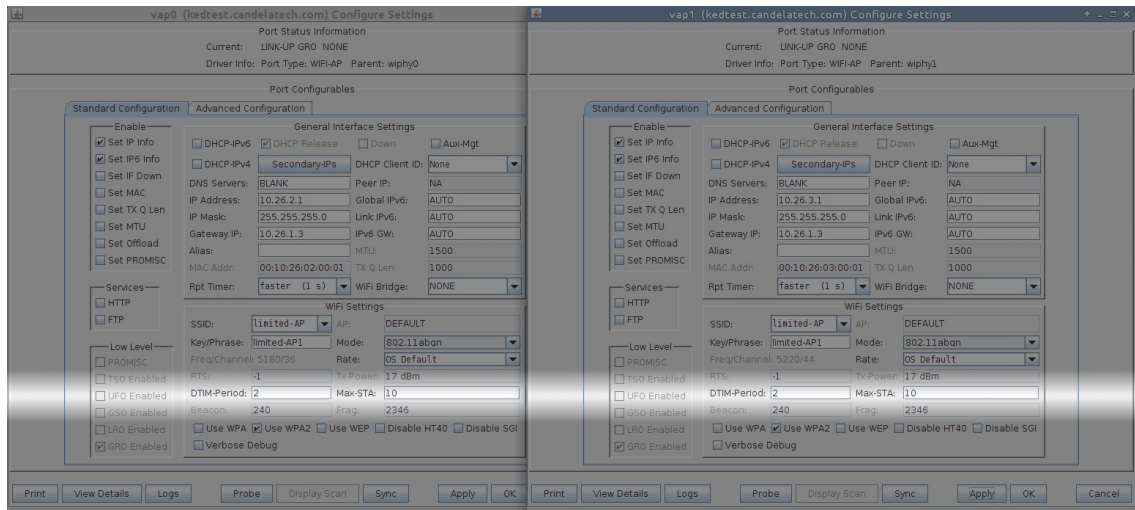 vap0 (kedtest.candelatech.com) Configure Settings
Port Status Information
Current: LINK-UP GRO NONE
Driver Info: Port Type: WIFI-AP Parent: wiphy0
Port Configurables
Standard Configuration Advanced Configuration
Enable
Set IP Info
Set IP6 Info
Set IF Down
Set MAC
Set TX Q Len
Set MTU
Set Offload
Set PROMISC
Services
HTTP
FTP
Low Level
PROMISC
TSO Enabled
UFO Enabled
GSO Enabled
LRO Enabled
GRO Enabled
General Interface Settings
DHCP-IPv6 DHCP Release Down Aux-Mgt
DHCP-IPv4 Secondary-IPs DHCP Client ID: None
DNS Servers: BLANK Peer IP: NA
IP Address: 10.26.2.1 Global IPv6: AUTO
IP Mask: 255.255.255.0 Link IPv6: AUTO
Gateway IP: 10.26.1.3 IPv6 GW: AUTO
Alias: MTU: 1500
MAC Addr: 00:10:26:02:00:01 TX Q Len 1000
Rpt Timer: faster (1 s) WiFi Bridge: NONE
WiFi Settings
SSID: limited-AP AP: DEFAULT
Key/Phrase: limited-AP1 Mode: 802.11abgn
Freq/Channel: 5180/36 Rate: OS Default
RTS: -1 Tx-Power: 17 dBm
DTIM-Period: 2 Max-STA: 10
Beacon: 240 Frag: 2346
Use WPA Use WPA2 Use WEP Disable HT40 Disable SGI
Verbose Debug
Print View Details Logs Probe Display Scan Sync Apply OK
vap1 (kedtest.candelatech.com) Configure Settings
Port Status Information
Current: LINK-UP GRO NONE
Driver Info: Port Type: WIFI-AP Parent: wiphy1
Port Configurables
Standard Configuration Advanced Configuration
Enable
Set IP Info
Set IP6 Info
Set IF Down
Set MAC
Set TX Q Len
Set MTU
Set Offload
Set PROMISC
Services
HTTP
FTP
Low Level
PROMISC
TSO Enabled
UFO Enabled
GSO Enabled
LRO Enabled
GRO Enabled
General Interface Settings
DHCP-IPv6 DHCP Release Down Aux-Mgt
DHCP-IPv4 Secondary-IPs DHCP Client ID: None
DNS Servers: BLANK Peer IP: NA
IP Address: 10.26.3.1 Global IPv6: AUTO
IP Mask: 255.255.255.0 Link IPv6: AUTO
Gateway IP: 10.26.1.3 IPv6 GW: AUTO
Alias: MTU: 1500
MAC Addr: 00:10:26:03:00:01 TX Q Len 1000
Rpt Timer: faster (1 s) WiFi Bridge: NONE
WiFi Settings
SSID: limited-AP AP: DEFAULT
Key/Phrase: limited-AP1 Mode: 802.11abgn
Freq/Channel: 5220/44 Rate: OS Default
RTS: -1 Tx-Power: 17 dBm
DTIM-Period: 2 Max-STA: 10
Beacon: 240 Frag: 2346
Use WPA Use WPA2 Use WEP Disable HT40 Disable SGI
Verbose Debug
Print View Details Logs Probe Display Scan Sync Apply OK Cancel